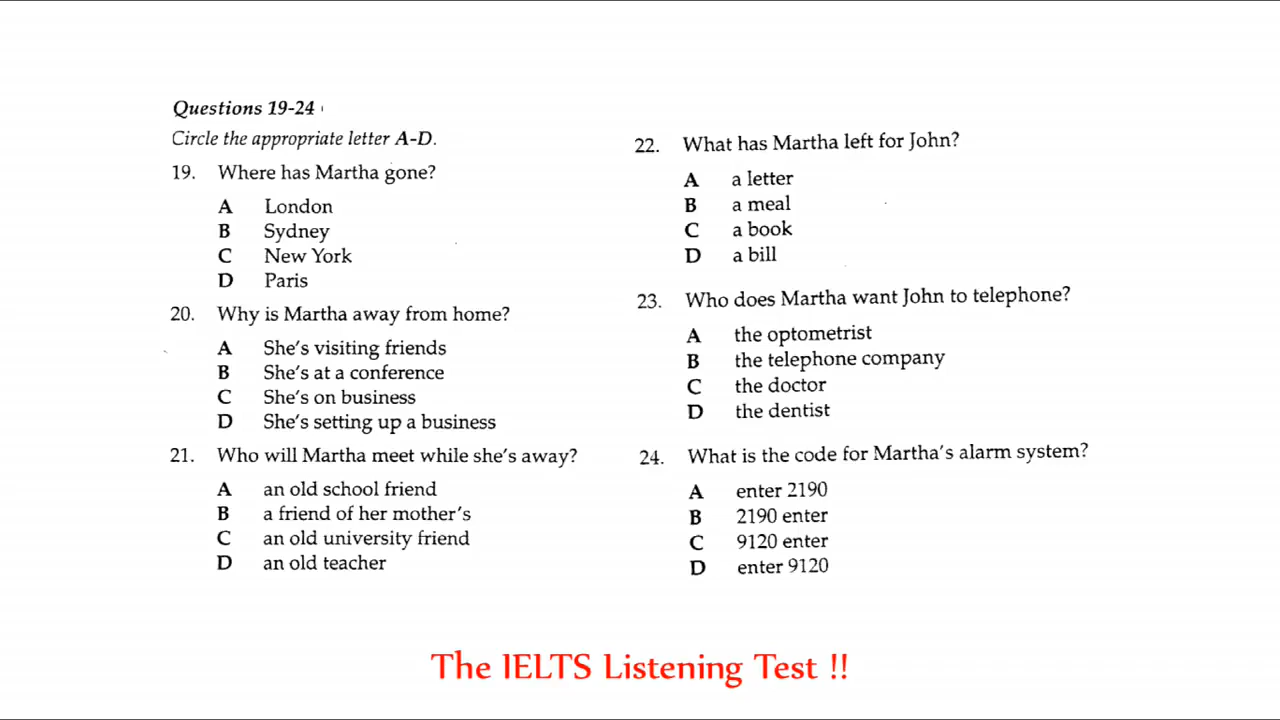 Questions 19-24
Circle the appropriate letter A-D.
19. Where has Martha gone?
A London
B Sydney
C New York
D Paris
20. Why is Martha away from home?
A She's visiting friends
B She's at a conference
C She's on business
D She's setting up a business
21. Who will Martha meet while she's away?
A an old school friend
B a friend of her mother's
C an old university friend
D an old teacher
22. What has Martha left for John?
A a letter
B a meal
C a book
D a bill
23. Who does Martha want John to telephone?
A the optometrist
B the telephone company
C the doctor
D the dentist
24. What is the code for Martha's alarm system?
A enter 2190
B 2190 enter
C 9120 enter
D enter 9120
The IELTS Listening Test !!